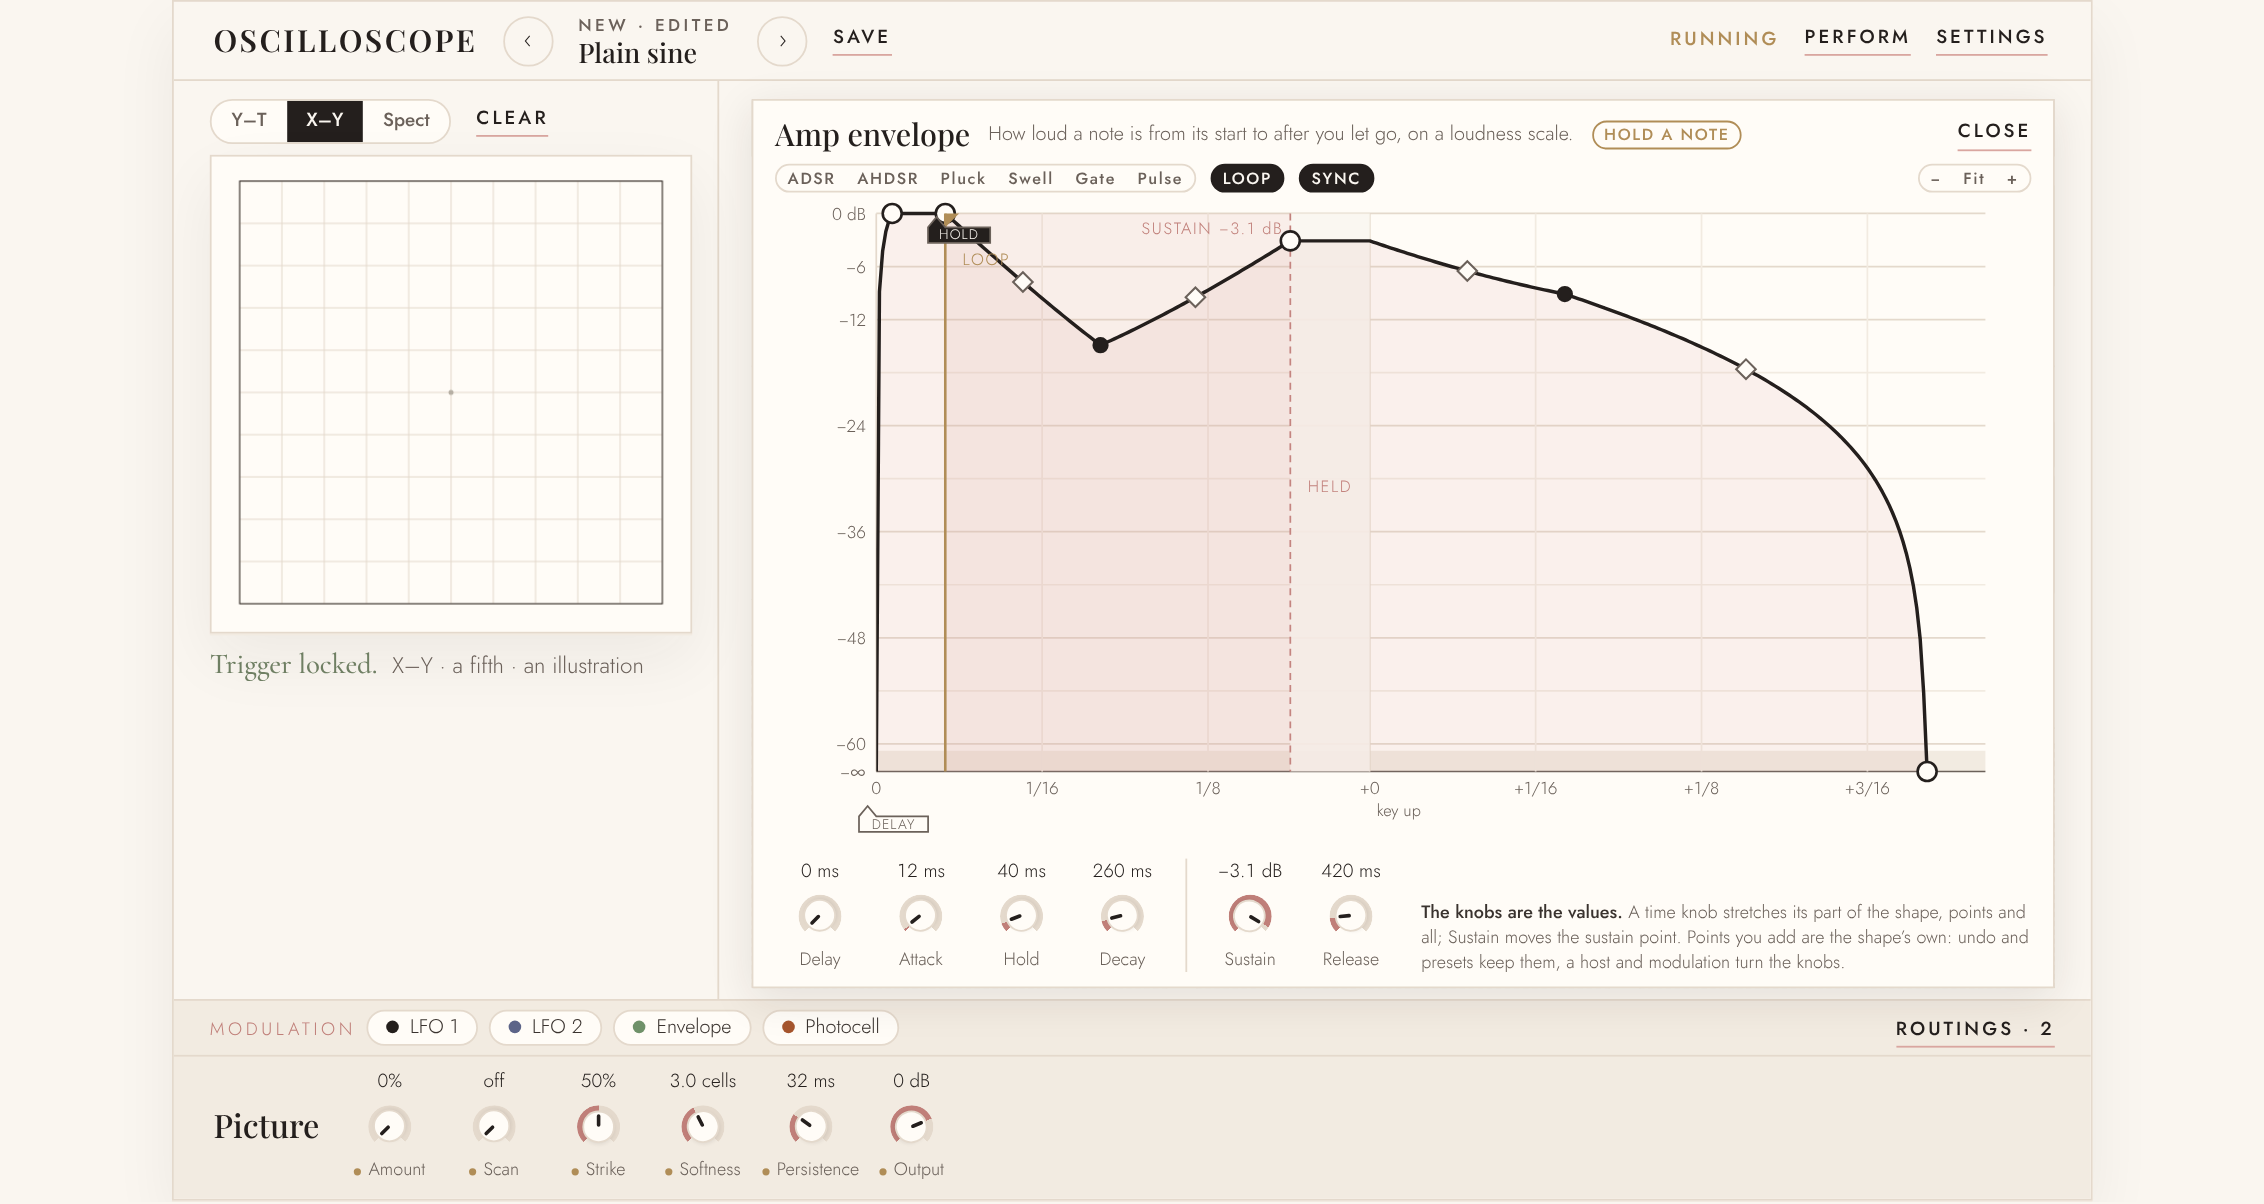 OSCILLOSCOPE
‹
NEW · EDITED
Plain sine
›
SAVE
RUNNING
PERFORM
SETTINGS
Y–T
X–Y
Spect
CLEAR
Trigger locked. X–Y · a fifth · an illustration
Amp envelope
How loud a note is from its start to after you let go, on a loudness scale.
HOLD A NOTE
CLOSE
ADSR
AHDSR
Pluck
Swell
Gate
Pulse
LOOP
SYNC
– Fit +
0 dB
−6
−12
−24
−36
−48
−60
−∞
HOLD
LOOP
SUSTAIN −3.1 dB
HELD
0
1/16
1/8
+0
+1/16
+1/8
+3/16
key up
DELAY
0 ms
12 ms
40 ms
260 ms
−3.1 dB
420 ms
Delay
Attack
Hold
Decay
Sustain
Release
The knobs are the values. A time knob stretches its part of the shape, points and
all; Sustain moves the sustain point. Points you add are the shape’s own: undo and
presets keep them, a host and modulation turn the knobs.
MODULATION
LFO 1
LFO 2
Envelope
Photocell
ROUTINGS · 2
Picture
0%
off
50%
3.0 cells
32 ms
0 dB
Amount
Scan
Strike
Softness
Persistence
Output